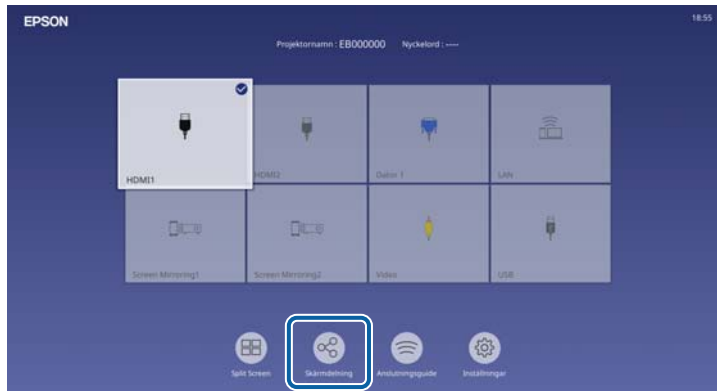 EPSON
18:55
Projektornamn : EB000000 Nyckelord : ----
HDMI1
HDMI2
Dator 1
LAN
Screen Mirroring1
Screen Mirroring2
Video
USB
Split Screen
Skärmdelning
Anslutningsguide
Inställningar